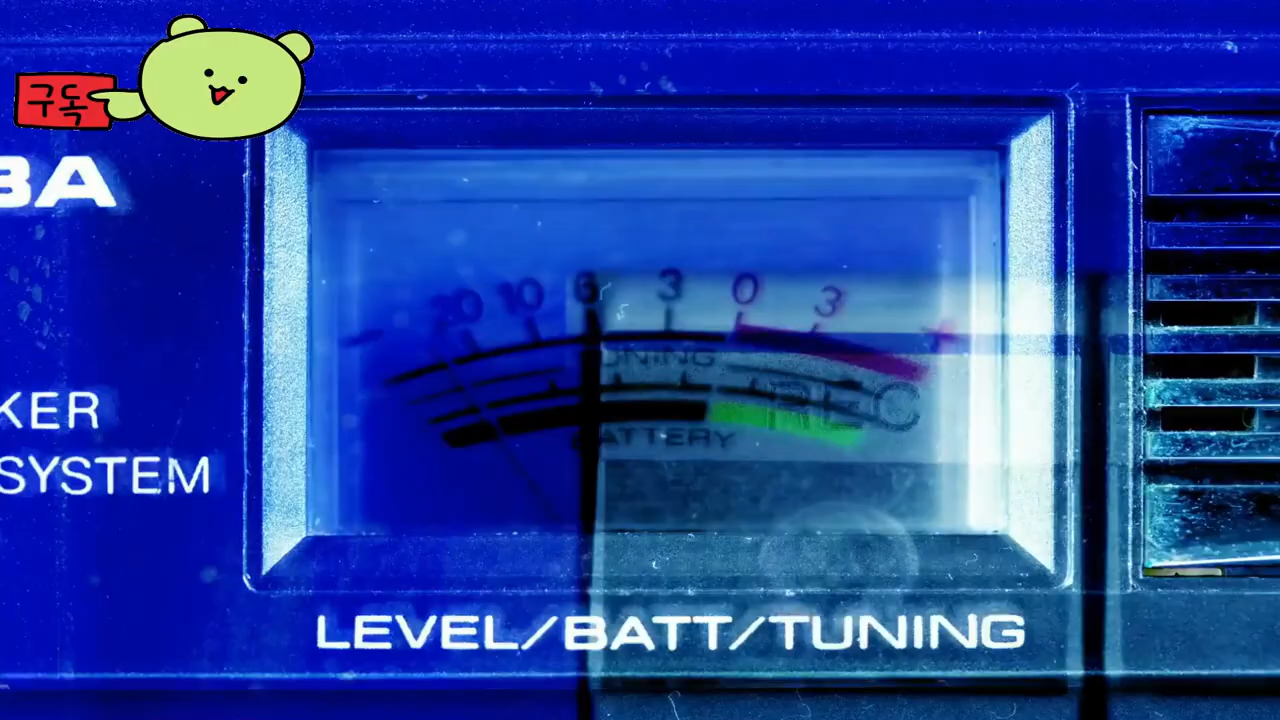 구독
BA
20 10 6 3 0 3 +
TUNING
REC
BATTERY
KER
SYSTEM
LEVEL/BATT/TUNING